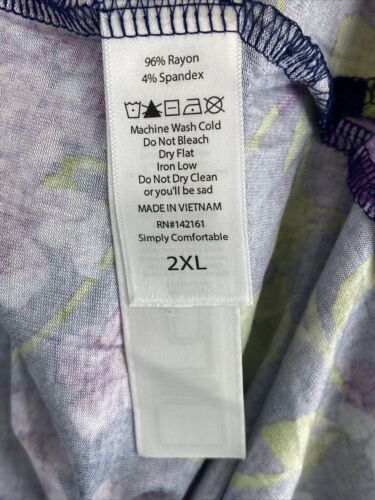 96% Rayon
4% Spandex
Machine Wash Cold
Do Not Bleach
Dry Flat
Iron Low
Do Not Dry Clean
or you'll be sad
MADE IN VIETNAM
RN#142161
Simply Comfortable
2XL